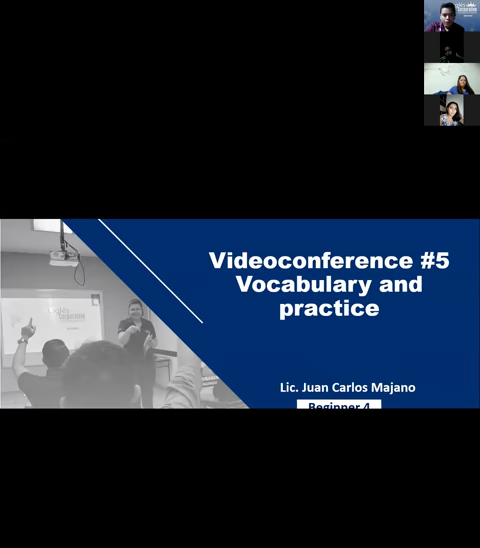 Videoconference #5
Vocabulary and
practice
Lic. Juan Carlos Majano
Beginner 4